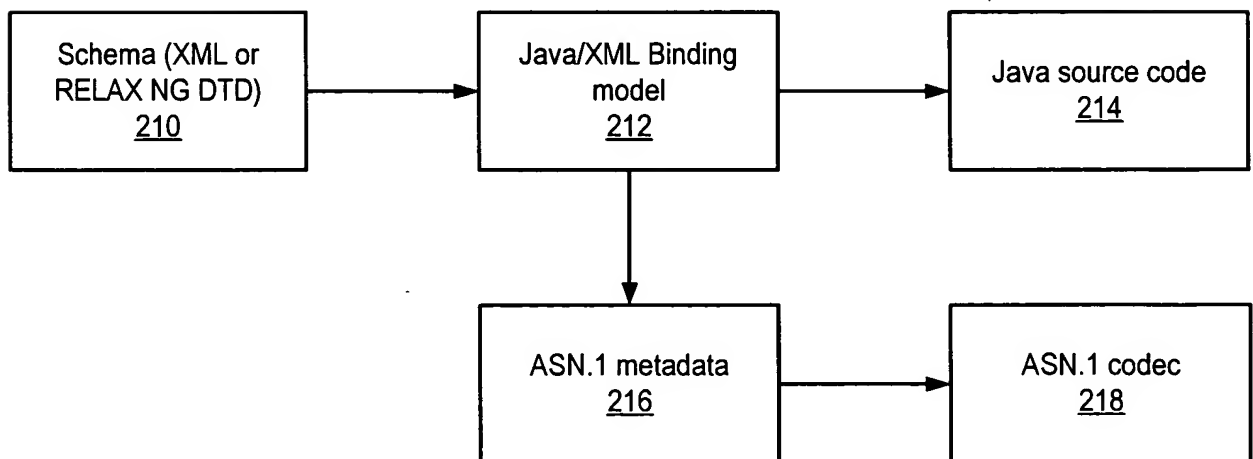 Schema (XML or
RELAX NG DTD)
210
Java/XML Binding
model
212
Java source code
214
ASN.1 metadata
216
ASN.1 codec
218